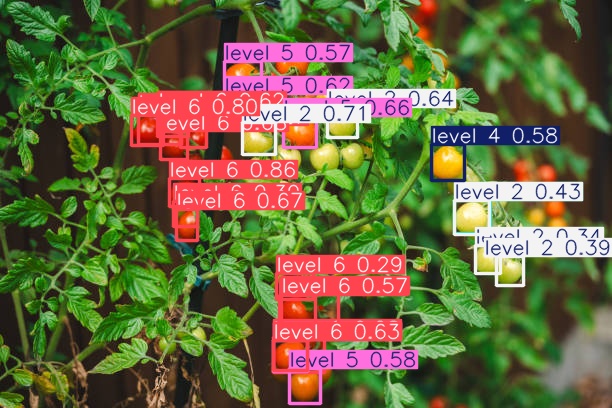 level 5 0.57
level 5 0.62
level 2 0.64
level 6 0.80
level 2 0.71
0.66
level 6
level 4 0.58
level 6 0.86
level 2 0.43
level 6 0.67
level 2 0.34
level 2 0.39
level 6 0.29
level 6 0.57
level 6 0.63
level 5 0.58